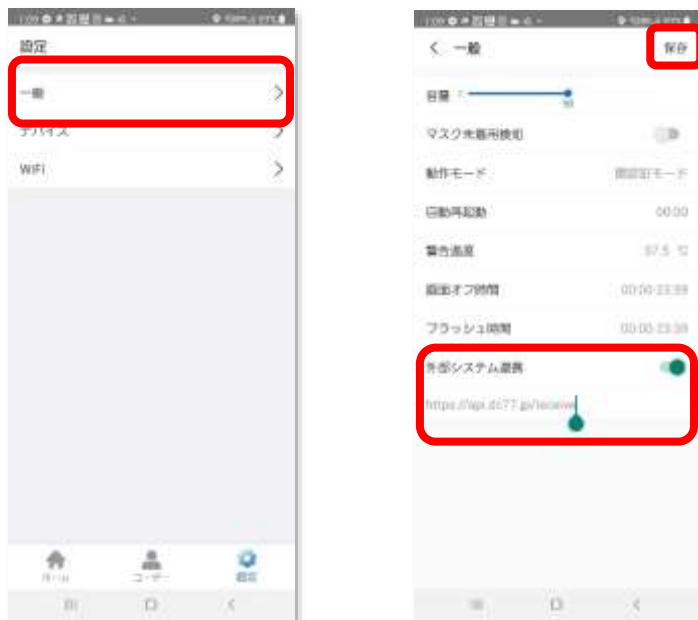 設定
一般
デバイス
WiFi
ホーム
ユーザー
設定
一般
保存
音量
マスク未着用検知
動作モード
顔認証モード
自動再起動
00:00
警告温度
37.5 ℃
画面オフ時間
00:00-23:59
フラッシュ時間
00:00-23:59
外部システム連携
https://api.dc77.jp/receive